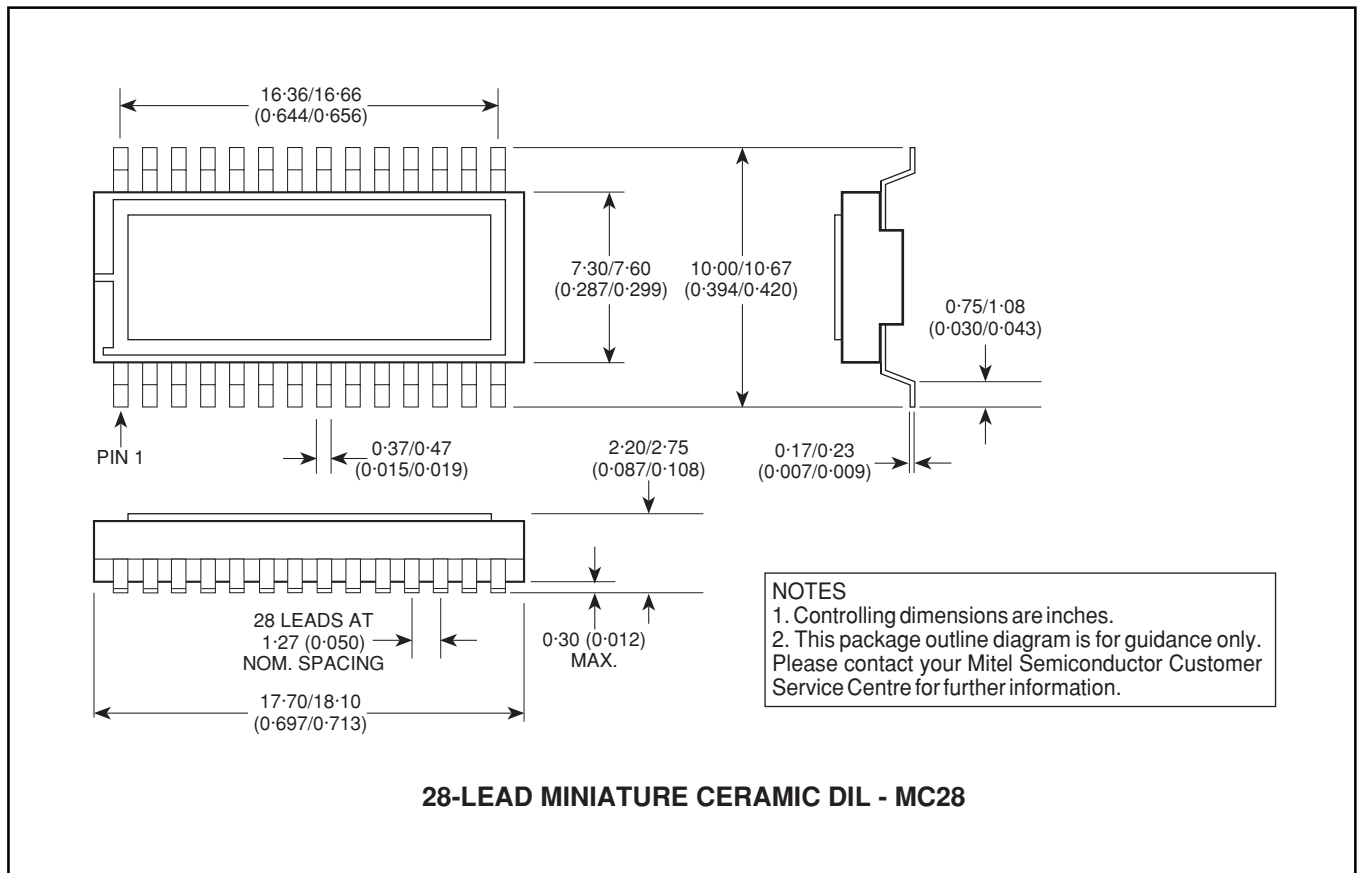 16·36/16·66
(0·644/0·656)
7·30/7·60
(0·287/0·299)
10·00/10·67
(0·394/0·420)
0·75/1·08
(0·030/0·043)
PIN 1
0·37/0·47
(0·015/0·019)
2·20/2·75
(0·087/0·108)
0·17/0·23
(0·007/0·009)
28 LEADS AT
1·27 (0·050)
NOM. SPACING
0·30 (0·012)
MAX.
17·70/18·10
(0·697/0·713)
NOTES
1. Controlling dimensions are inches.
2. This package outline diagram is for guidance only.
Please contact your Mitel Semiconductor Customer
Service Centre for further information.
28-LEAD MINIATURE CERAMIC DIL - MC28